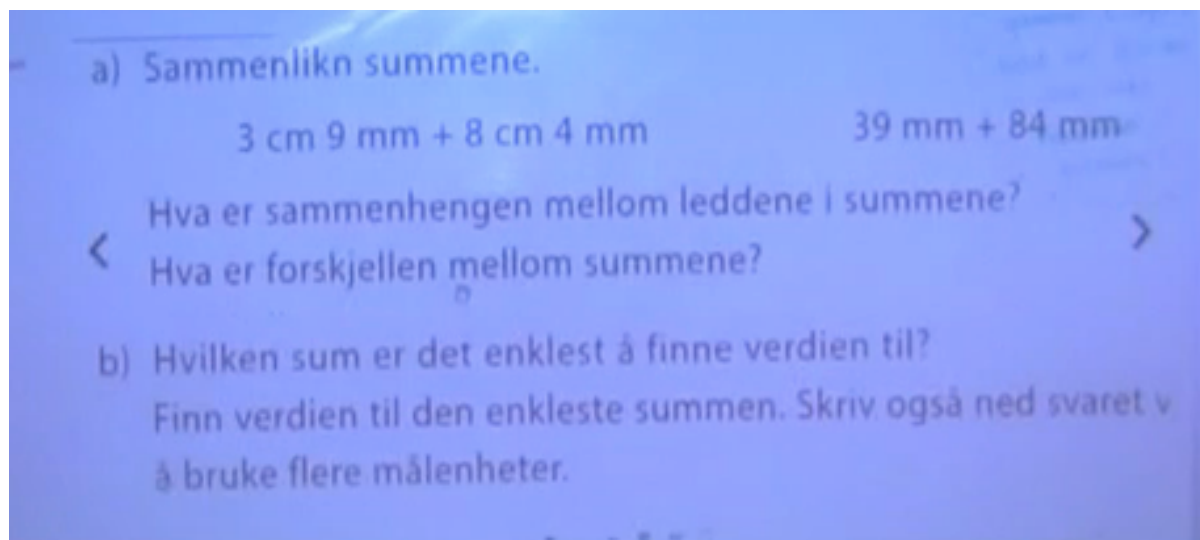 a) Sammenlikn summene.
3 cm 9 mm + 8 cm 4 mm 39 mm + 84 mm
Hva er sammenhengen mellom leddene i summene?
Hva er forskjellen mellom summene?
b) Hvilken sum er det enklest å finne verdien til?
Finn verdien til den enkleste summen. Skriv også ned svaret v
å bruke flere målenheter.